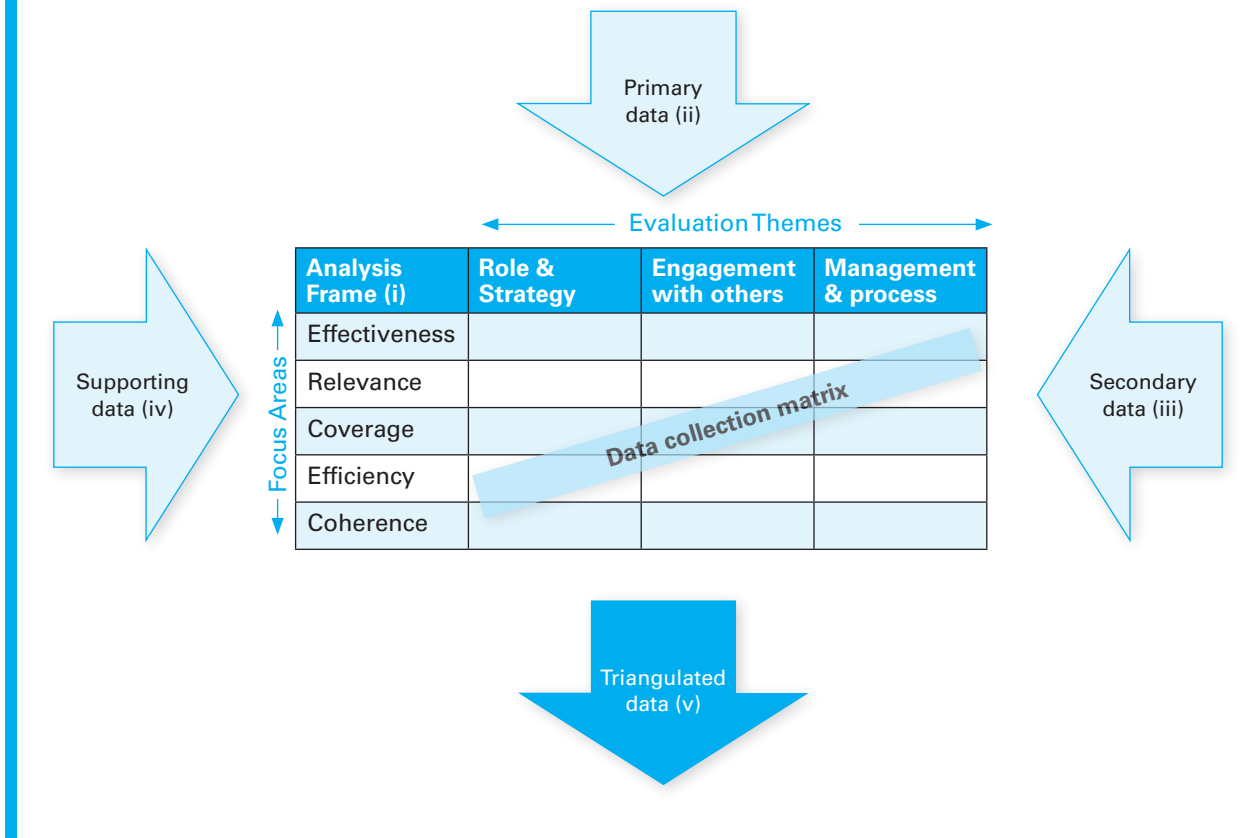 Primary
data (ii)
Evaluation Themes
Analysis
Frame (i)
Role &
Strategy
Engagement
with others
Management
& process
Focus Areas
Effectiveness
Relevance
Coverage
Efficiency
Coherence
Data collection matrix
Supporting
data (iv)
Secondary
data (iii)
Triangulated
data (v)